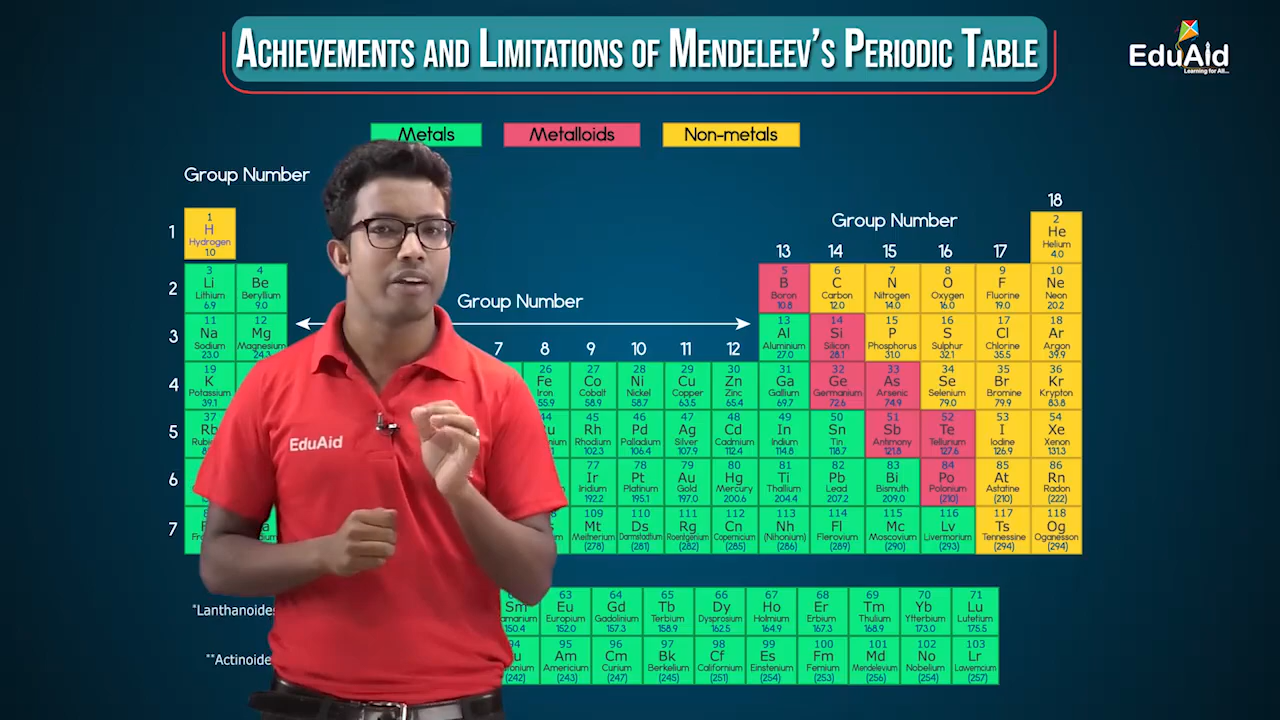 ACHIEVEMENTS AND LIMITATIONS OF MENDELEEV'S PERIODIC TABLE
EduAid
Learning for All...
Metals Metalloids Non-metals
Group Number
18
Group Number
1 1 2
H He
Hydrogen Helium
1.0 4.0
13 14 15 16 17
2 3 4 5 6 7 8 9 10
Li Be B C N O F Ne
Lithium Beryllium Boron Carbon Nitrogen Oxygen Fluorine Neon
6.9 9.0 10.8 12.0 14.0 16.0 19.0 20.2
Group Number
3 11 12 13 14 15 16 17 18
Na Mg Al Si P S Cl Ar
Sodium Magnesium Aluminium Silicon Phosphorus Sulphur Chlorine Argon
23.0 24.3 27.0 28.1 31.0 32.1 35.5 39.9
7 8 9 10 11 12
4 19 26 27 28 29 30 31 32 33 34 35 36
K Fe Co Ni Cu Zn Ga Ge As Se Br Kr
Potassium Iron Cobalt Nickel Copper Zinc Gallium Germanium Arsenic Selenium Bromine Krypton
39.1 55.9 58.9 58.7 63.5 65.4 69.7 72.6 74.9 79.0 79.9 83.8
5 37 45 46 47 48 49 50 51 52 53 54
Rb Rh Pd Ag Cd In Sn Sb Te I Xe
Rhodium Palladium Silver Cadmium Indium Tin Antimony Tellurium Iodine Xenon
102.3 106.4 107.9 112.4 114.8 118.7 121.8 127.6 126.9 131.3
6 77 78 79 80 81 82 83 84 85 86
Ir Pt Au Hg Ti Pb Bi Po At Rn
Iridium Platinum Gold Mercury Thallium Lead Bismuth Polonium Astatine Radon
192.2 195.1 197.0 200.6 204.4 207.2 209.0 (210) (210) (222)
7 109 110 111 112 113 114 115 116 117 118
Mt Ds Rg Cn Nh Fl Mc Lv Ts Og
Meitnerium Darmstadtium Roentgenium Copernicium (Nihonium) Flerovium Moscovium Livermorium Tennessine Oganesson
(278) (281) (282) (285) (286) (289) (290) (293) (294) (294)
EduAid
63 64 65 66 67 68 69 70 71
*Lanthanoides Sm Eu Gd Tb Dy Ho Er Tm Yb Lu
Europium Gadolinium Terbium Dysprosium Holmium Erbium Thulium Ytterbium Lutetium
150.4 152.0 157.3 158.9 162.5 164.9 167.3 168.9 173.0 175.5
94 95 96 97 98 99 100 101 102 103
**Actinoide Am Cm Bk Cf Es Fm Md No Lr
Americium Curium Berkelium Californium Einstenium Femium Mendelevium Nobelium Lawerncium
(242) (243) (247) (245) (251) (254) (253) (256) (254) (257)